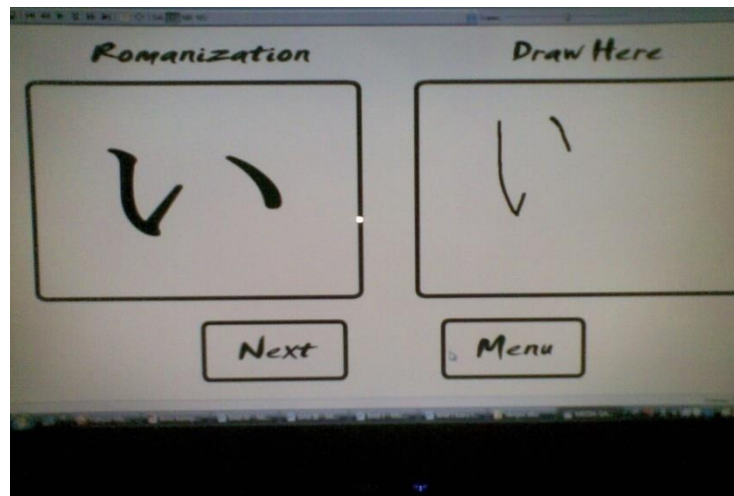 Romanization
Draw Here
い
い
Next
Menu